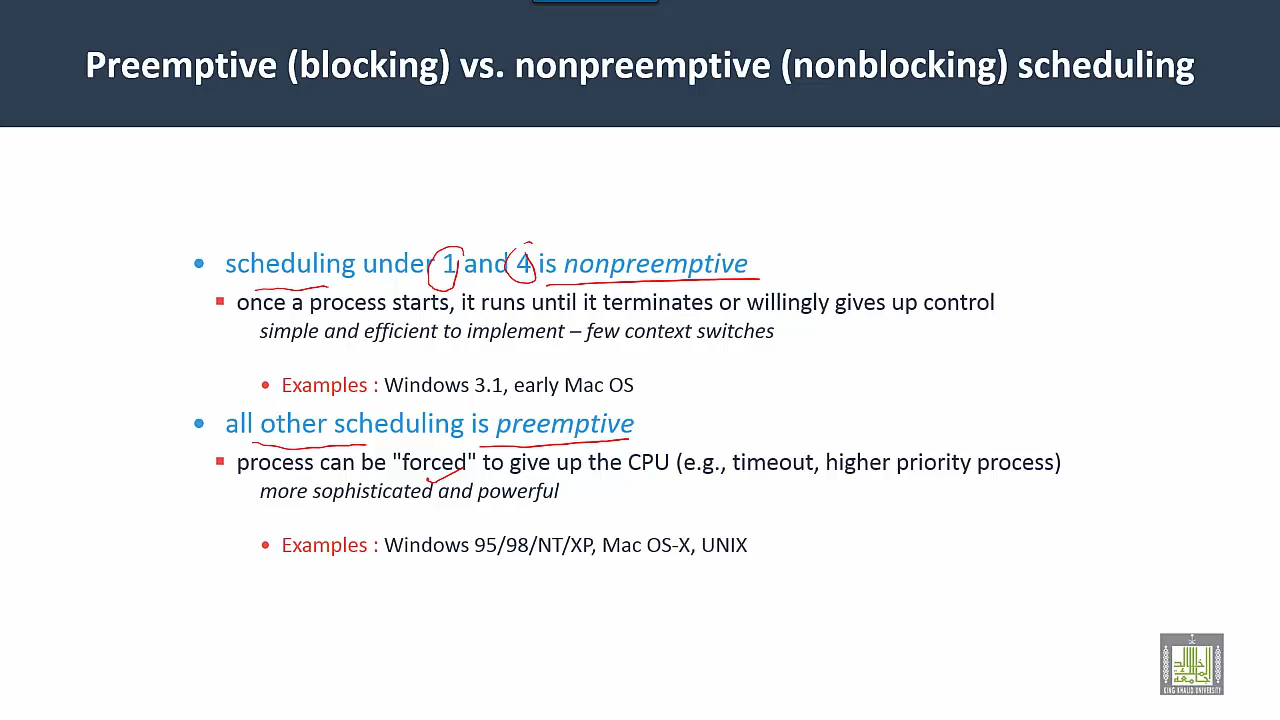 Preemptive (blocking) vs. nonpreemptive (nonblocking) scheduling
• scheduling under 1 and 4 is nonpreemptive
▪ once a process starts, it runs until it terminates or willingly gives up control
simple and efficient to implement – few context switches
• Examples : Windows 3.1, early Mac OS
• all other scheduling is preemptive
▪ process can be "forced" to give up the CPU (e.g., timeout, higher priority process)
more sophisticated and powerful
• Examples : Windows 95/98/NT/XP, Mac OS-X, UNIX
KING KHALID UNIVERSITY